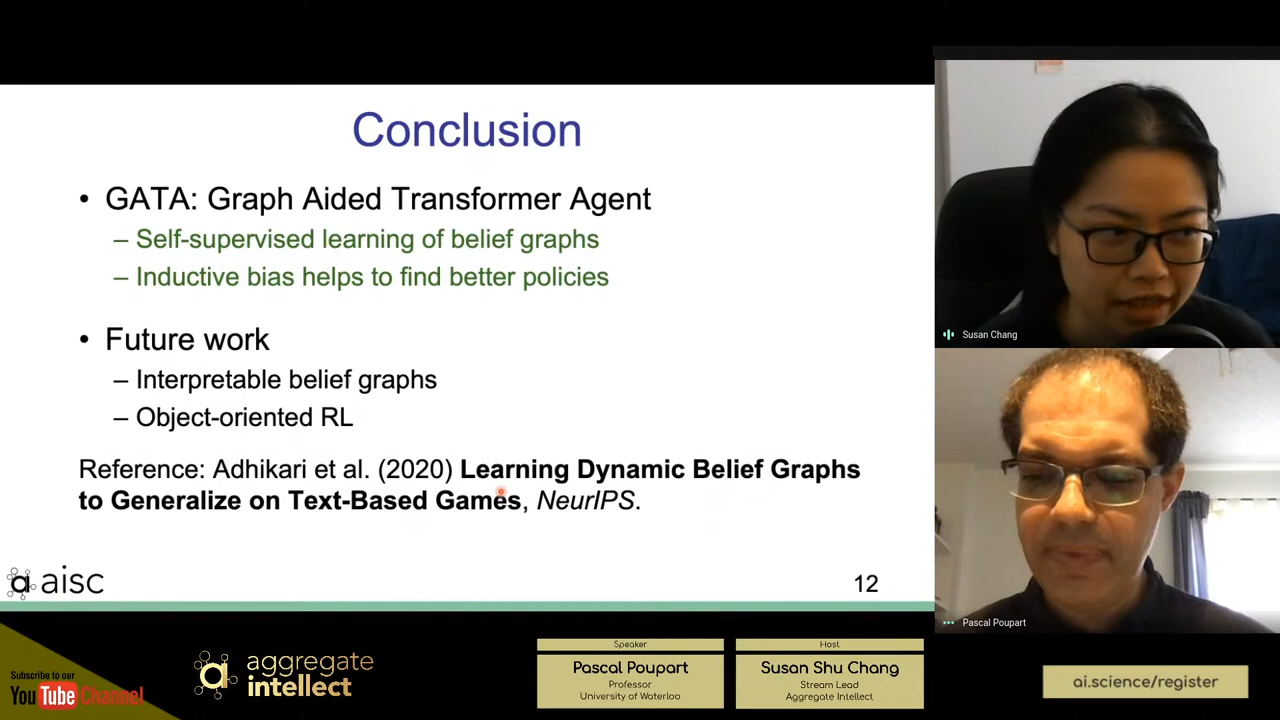 Conclusion
• GATA: Graph Aided Transformer Agent
– Self-supervised learning of belief graphs
– Inductive bias helps to find better policies
• Future work
– Interpretable belief graphs
– Object-oriented RL
Reference: Adhikari et al. (2020) Learning Dynamic Belief Graphs
to Generalize on Text-Based Games, NeurIPS.
a aisc
12
Susan Chang
Pascal Poupart
Subscribe to our
YouTube Channel
a aggregate
intellect
Speaker
Pascal Poupart
Professor
University of Waterloo
Host
Susan Shu Chang
Stream Lead
Aggregate Intellect
ai.science/register